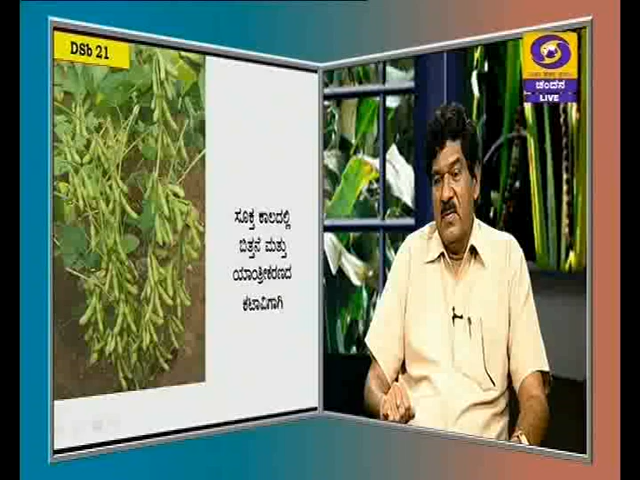 DSb 21
ಸೂಕ್ತ ಕಾಲದಲ್ಲಿ
ಬಿತ್ತನೆ ಮತ್ತು
ಯಾಂತ್ರೀಕರಣದ
ಕಟಾವಿಗಾಗಿ
ಚಂದನ
LIVE